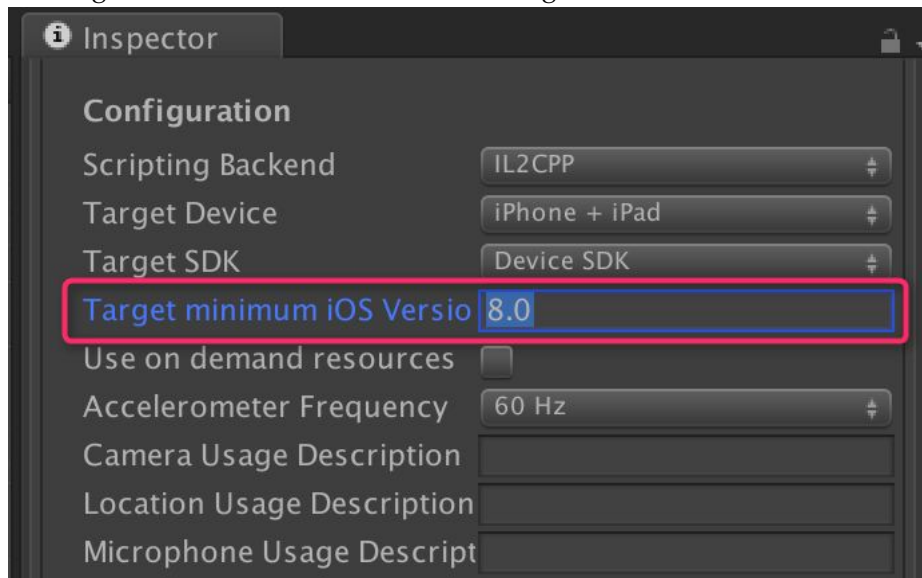 Inspector
Configuration
Scripting Backend IL2CPP
Target Device iPhone + iPad
Target SDK Device SDK
Target minimum iOS Versio 8.0
Use on demand resources
Accelerometer Frequency 60 Hz
Camera Usage Description
Location Usage Description
Microphone Usage Descript